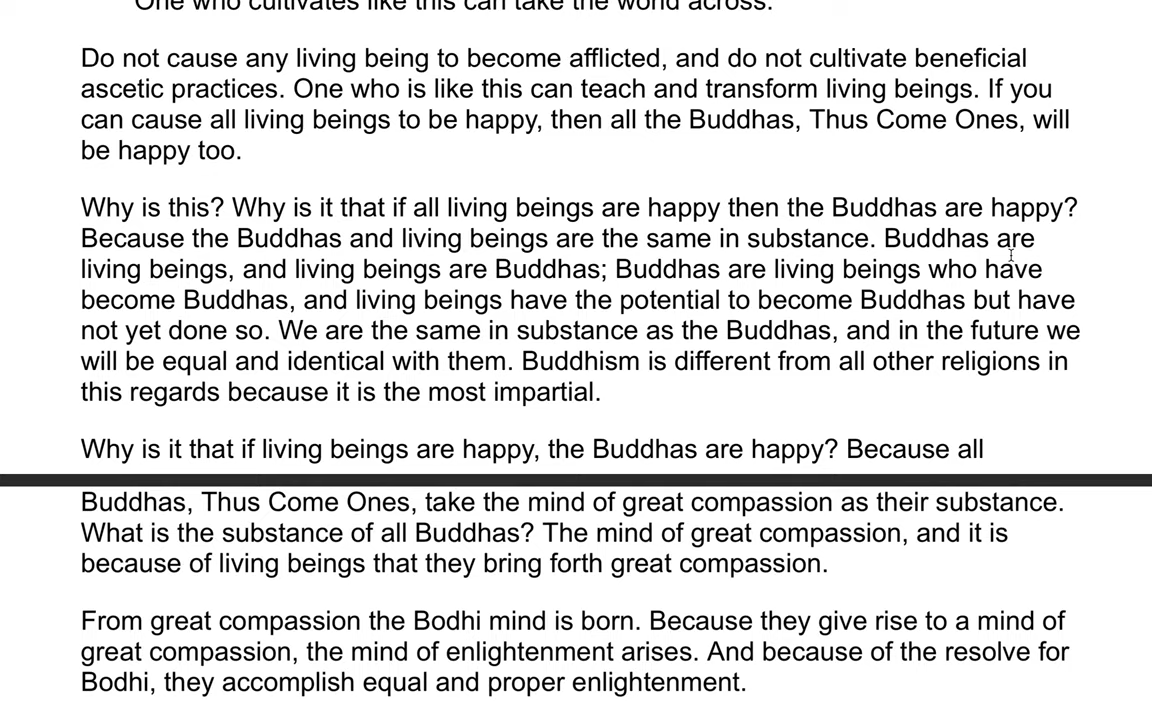 One who cultivates like this can take the world across.
Do not cause any living being to become afflicted, and do not cultivate beneficial
ascetic practices. One who is like this can teach and transform living beings. If you
can cause all living beings to be happy, then all the Buddhas, Thus Come Ones, will
be happy too.
Why is this? Why is it that if all living beings are happy then the Buddhas are happy?
Because the Buddhas and living beings are the same in substance. Buddhas are
living beings, and living beings are Buddhas; Buddhas are living beings who have
become Buddhas, and living beings have the potential to become Buddhas but have
not yet done so. We are the same in substance as the Buddhas, and in the future we
will be equal and identical with them. Buddhism is different from all other religions in
this regards because it is the most impartial.
Why is it that if living beings are happy, the Buddhas are happy? Because all
Buddhas, Thus Come Ones, take the mind of great compassion as their substance.
What is the substance of all Buddhas? The mind of great compassion, and it is
because of living beings that they bring forth great compassion.
From great compassion the Bodhi mind is born. Because they give rise to a mind of
great compassion, the mind of enlightenment arises. And because of the resolve for
Bodhi, they accomplish equal and proper enlightenment.